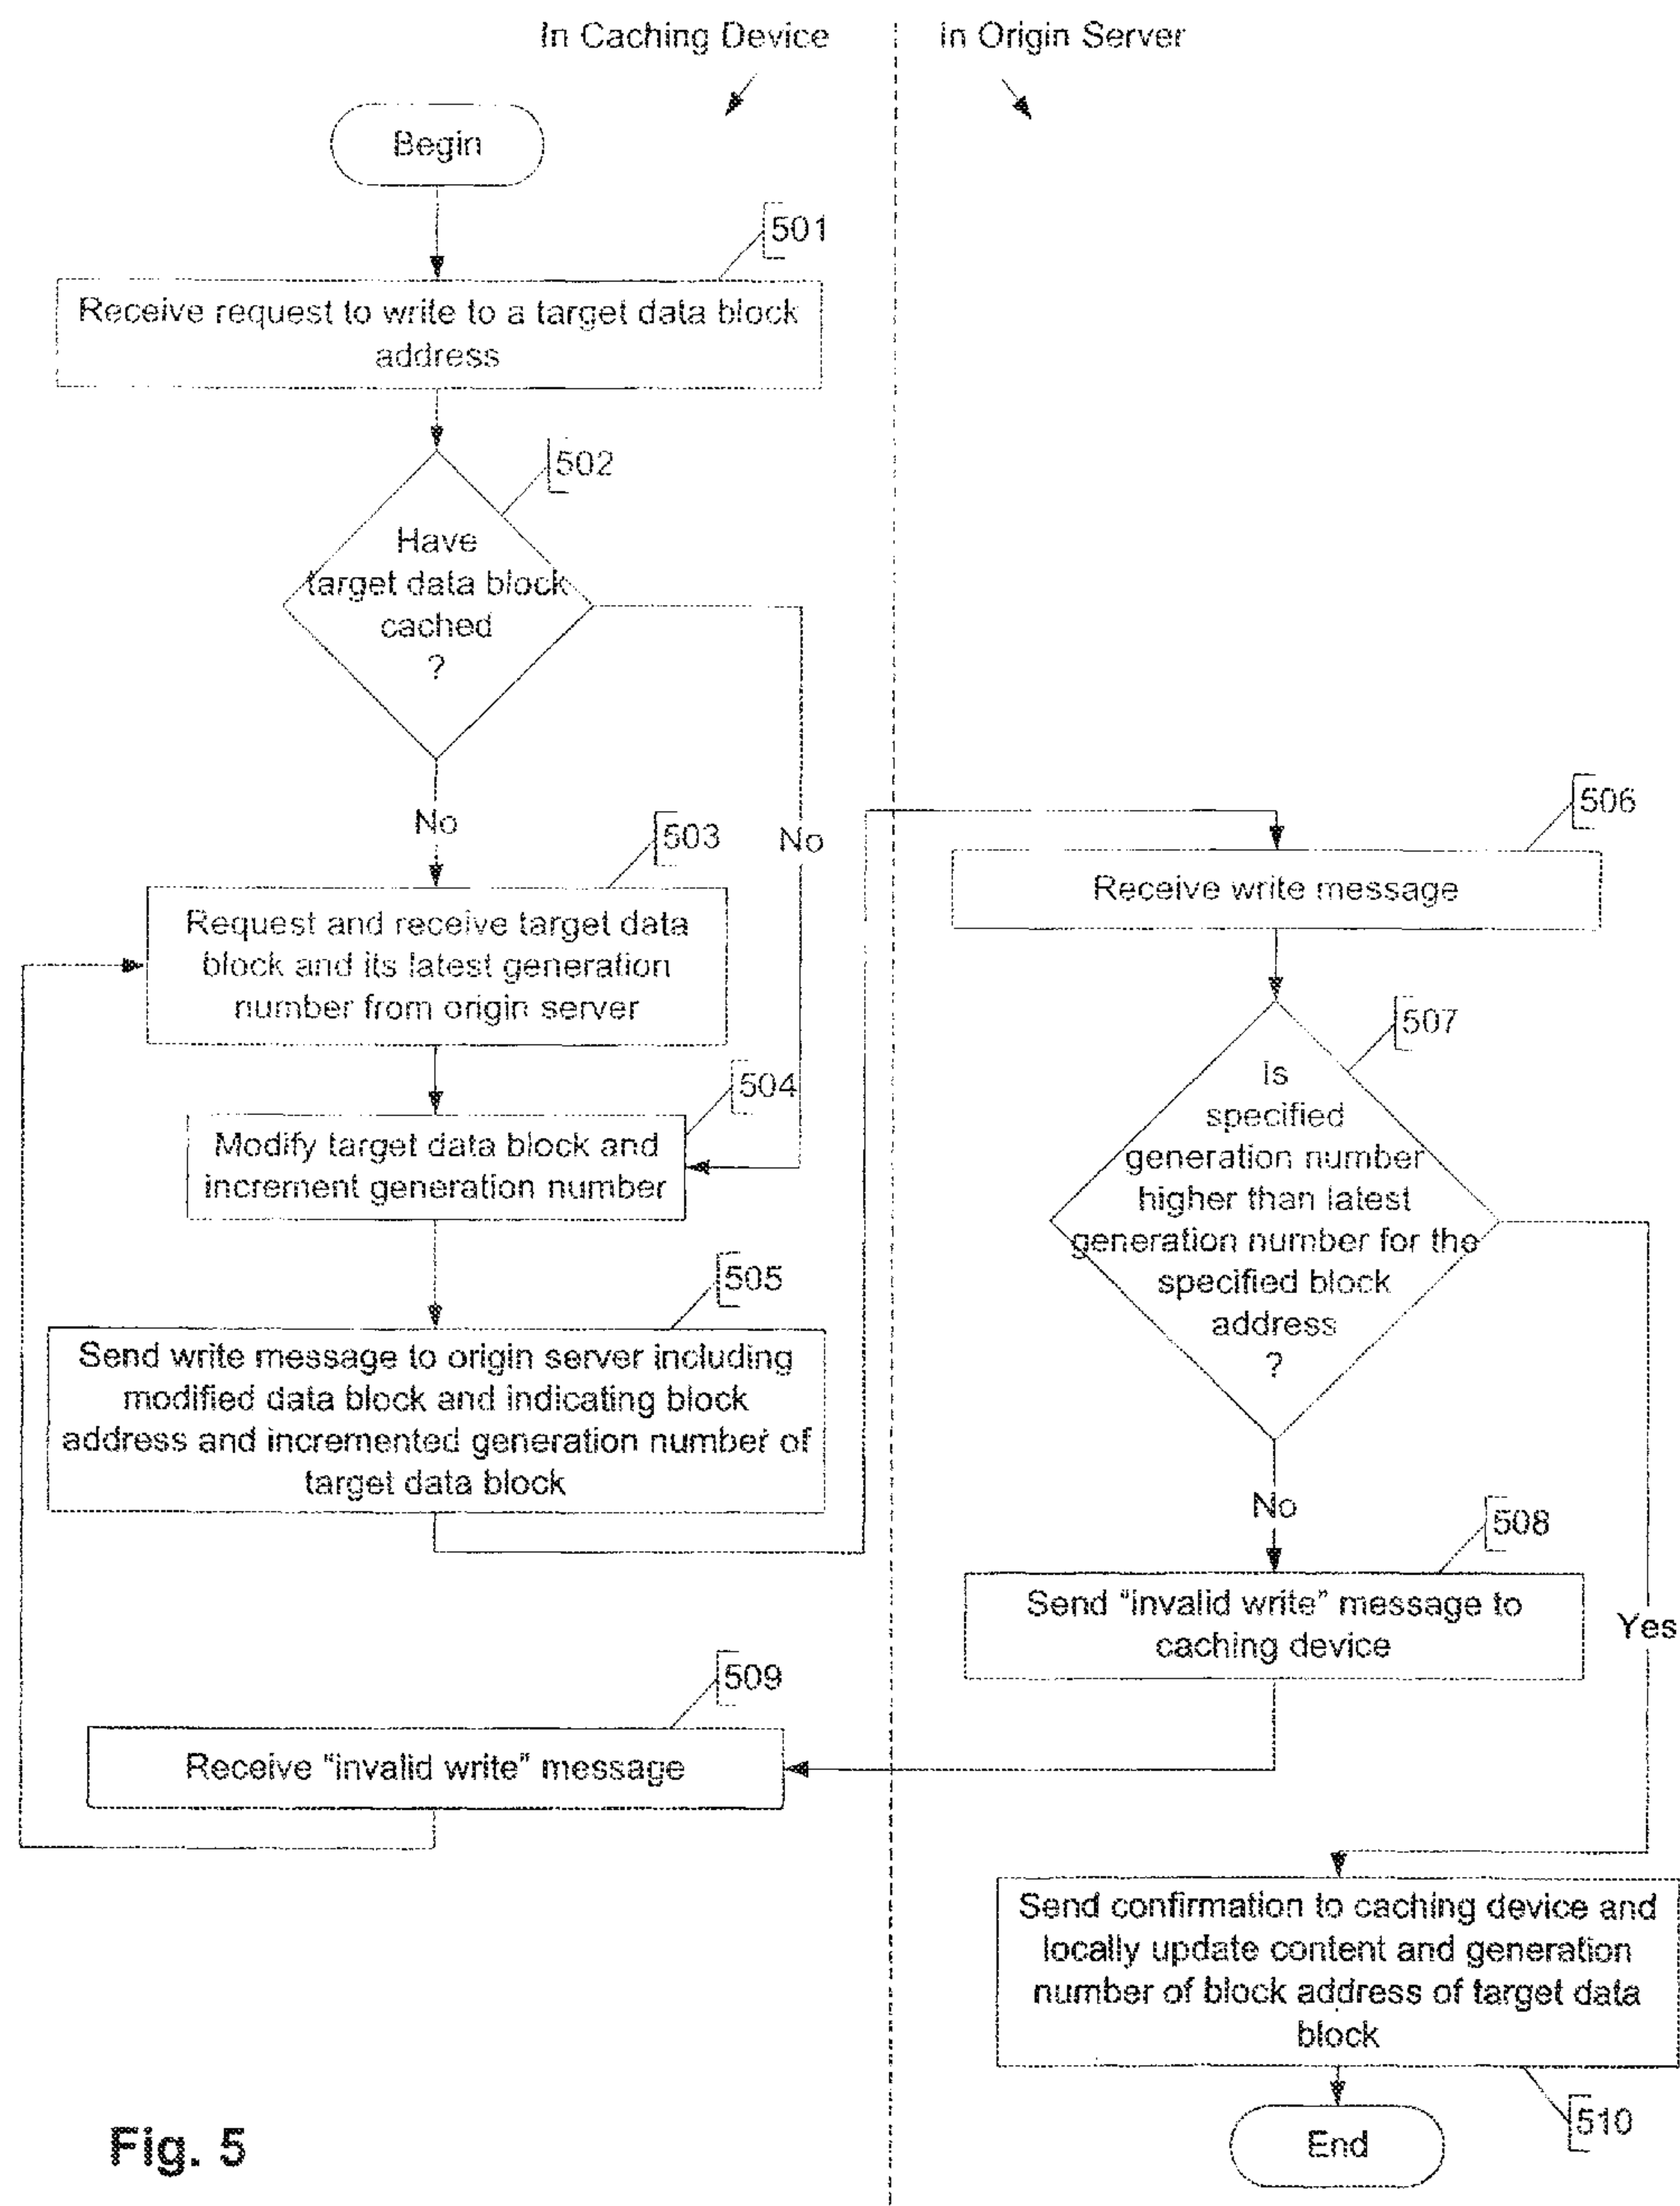 In Caching Device
In Origin Server
Begin
501
Receive request to write to a target data block
address
502
Have
target data block
cached
?
No
No
503
Request and receive target data
block and its latest generation
number from origin server
504
Modify target data block and
increment generation number
505
Send write message to origin server including
modified data block and indicating block
address and incremented generation number of
target data block
506
Receive write message
507
Is
specified
generation number
higher than latest
generation number for the
specified block
address
?
No
Yes
508
Send "invalid write" message to
caching device
509
Receive "invalid write" message
Send confirmation to caching device and
locally update content and generation
number of block address of target data
block
510
End
Fig. 5